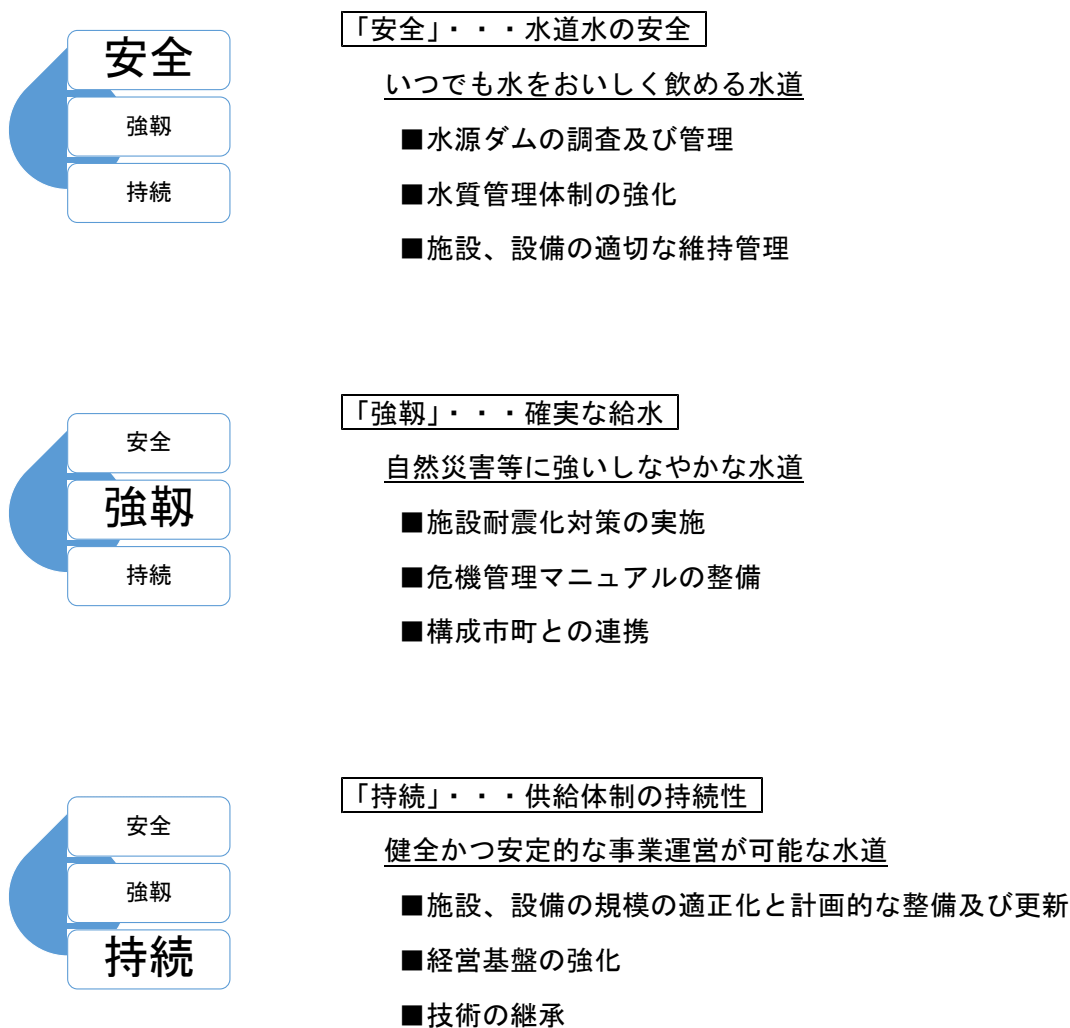 安全
強靱
持続
「安全」・・・水道水の安全
いつでも水をおいしく飲める水道
■水源ダムの調査及び管理
■水質管理体制の強化
■施設、設備の適切な維持管理
安全
強靱
持続
「強靱」・・・確実な給水
自然災害等に強いしなやかな水道
■施設耐震化対策の実施
■危機管理マニュアルの整備
■構成市町との連携
安全
強靱
持続
「持続」・・・供給体制の持続性
健全かつ安定的な事業運営が可能な水道
■施設、設備の規模の適正化と計画的な整備及び更新
■経営基盤の強化
■技術の継承